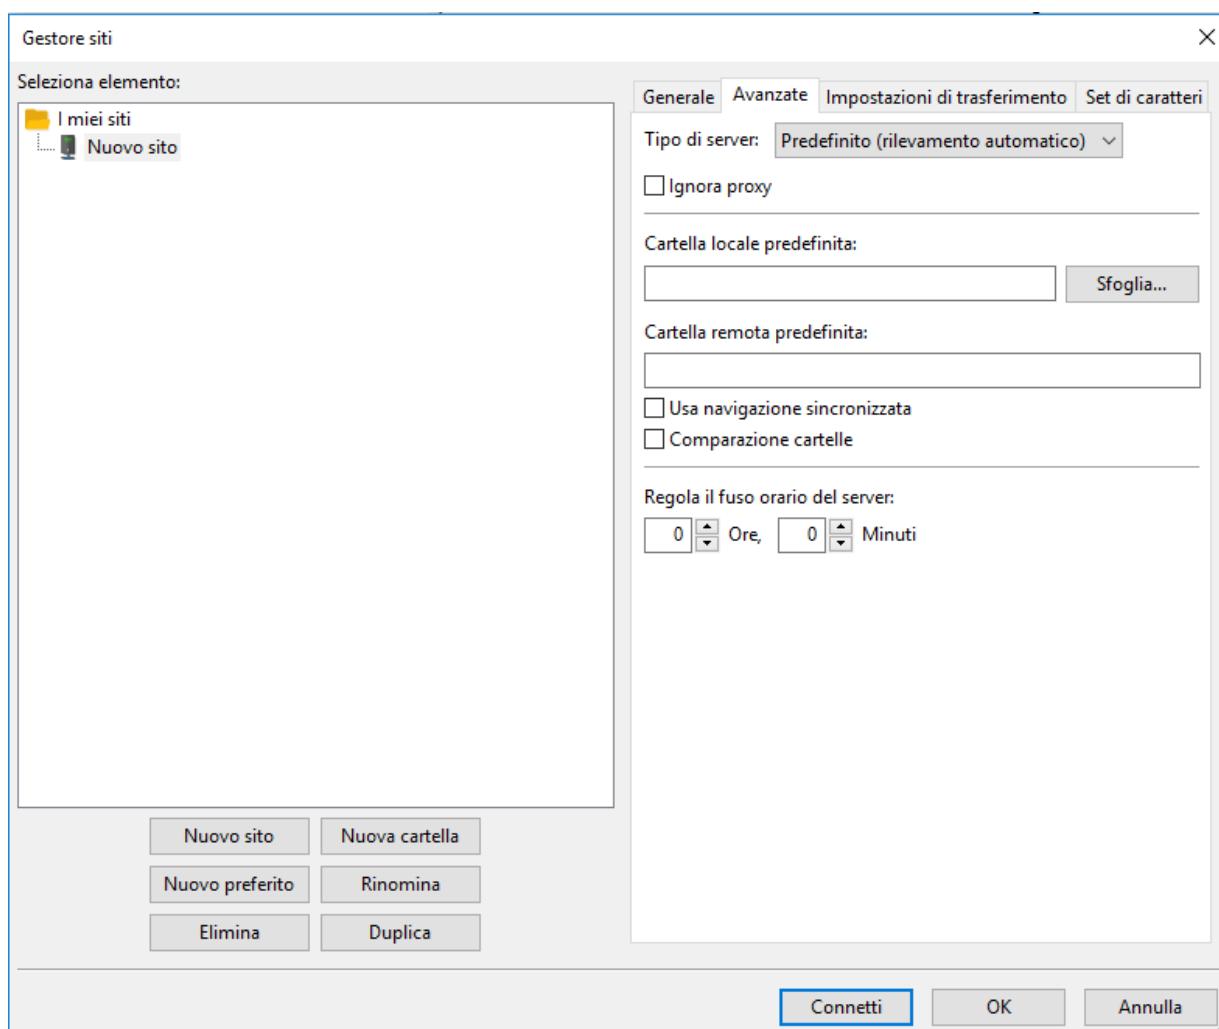 Gestore siti
Seleziona elemento:
I miei siti
Nuovo sito
Generale Avanzate Impostazioni di trasferimento Set di caratteri
Tipo di server: Predefinito (rilevamento automatico)
Ignora proxy
Cartella locale predefinita:
Sfoglia...
Cartella remota predefinita:
Usa navigazione sincronizzata
Comparazione cartelle
Regola il fuso orario del server:
0 Ore, 0 Minuti
Nuovo sito Nuova cartella
Nuovo preferito Rinomina
Elimina Duplica
Connetti OK Annulla